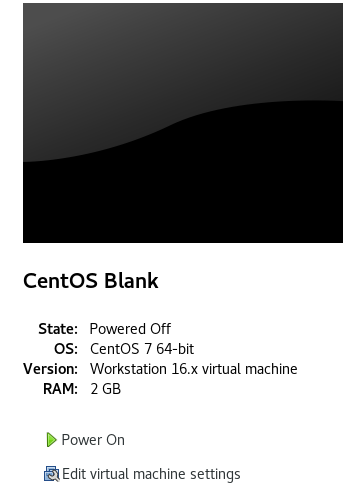 CentOS Blank
State: Powered Off
OS: CentOS 7 64-bit
Version: Workstation 16.x virtual machine
RAM: 2 GB
Power On
Edit virtual machine settings